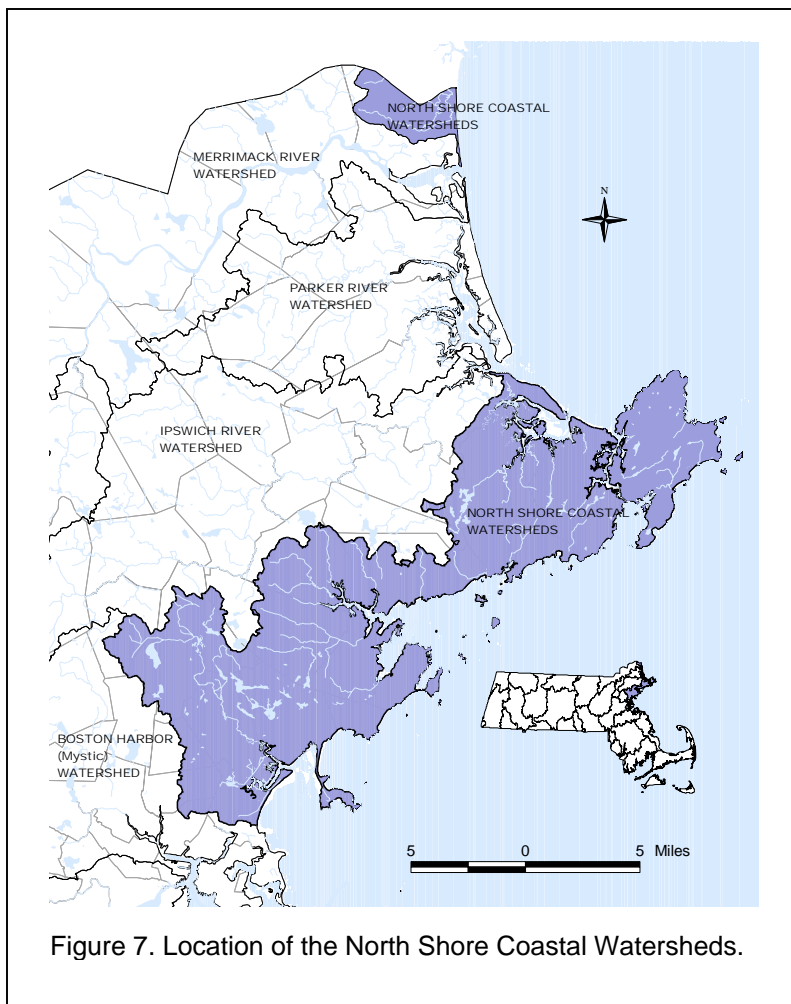 NORTH SHORE COASTAL
WATERSHEDS
MERRIMACK RIVER
WATERSHED
N
PARKER RIVER
WATERSHED
IPSWICH RIVER
WATERSHED
NORTH SHORE COASTAL
WATERSHEDS
BOSTON HARBOR
(Mystic)
WATERSHED
5 0 5 Miles
Figure 7. Location of the North Shore Coastal Watersheds.